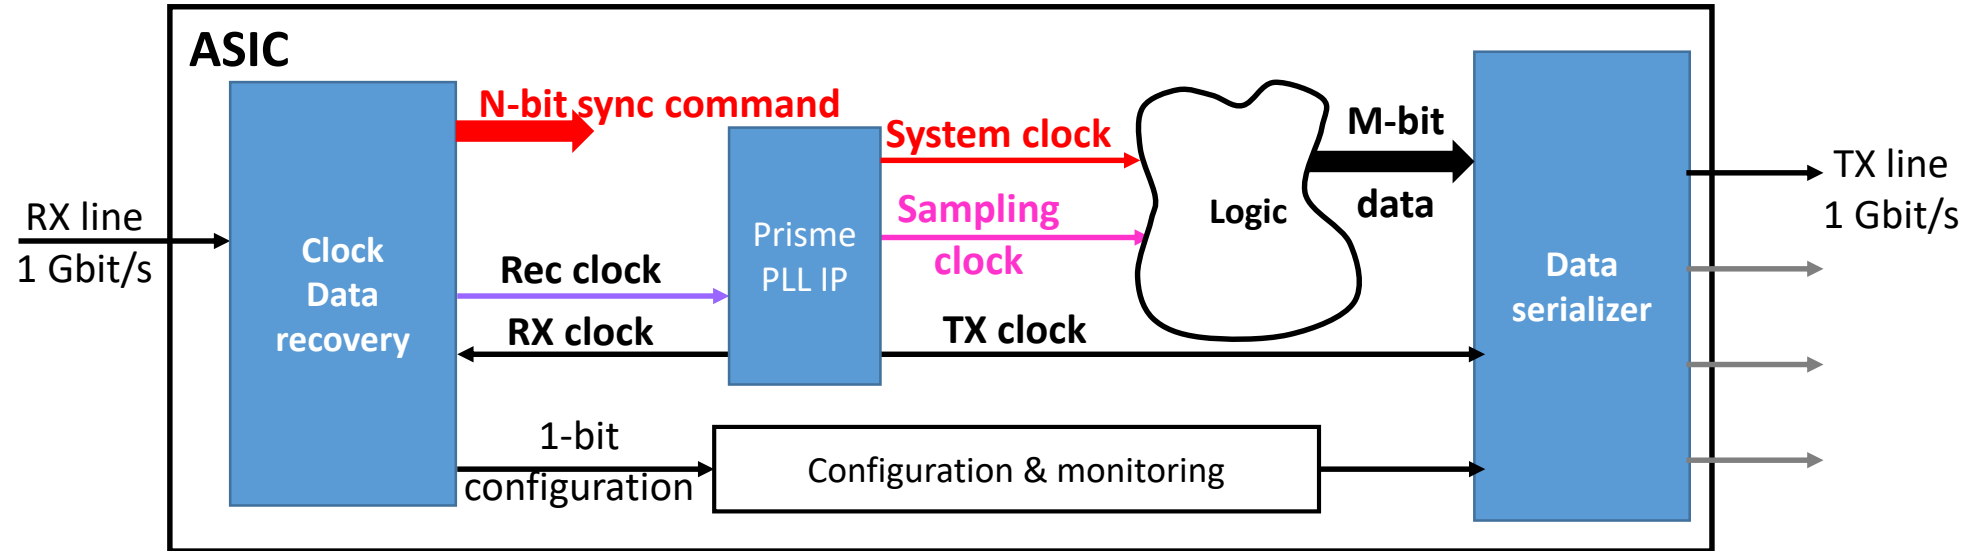 ASIC
RX line
1 Gbit/s
Clock
Data
recovery
N-bit sync command
Rec clock
RX clock
1-bit
configuration
Prisme
PLL IP
System clock
Sampling
clock
TX clock
Configuration & monitoring
Logic
M-bit
data
Data
serializer
TX line
1 Gbit/s